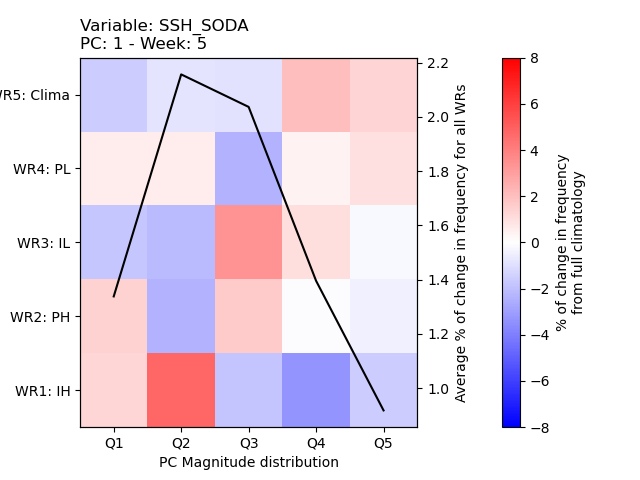 Variable: SSH_SODA
PC: 1 - Week: 5
WR5: Clima
WR4: PL
WR3: IL
WR2: PH
WR1: IH
Q1 Q2 Q3 Q4 Q5
PC Magnitude distribution
2.2
2.0
1.8
1.6
1.4
1.2
1.0
Average % of change in frequency for all WRs
8
6
4
2
0
−2
−4
−6
−8
% of change in frequency
from full climatology